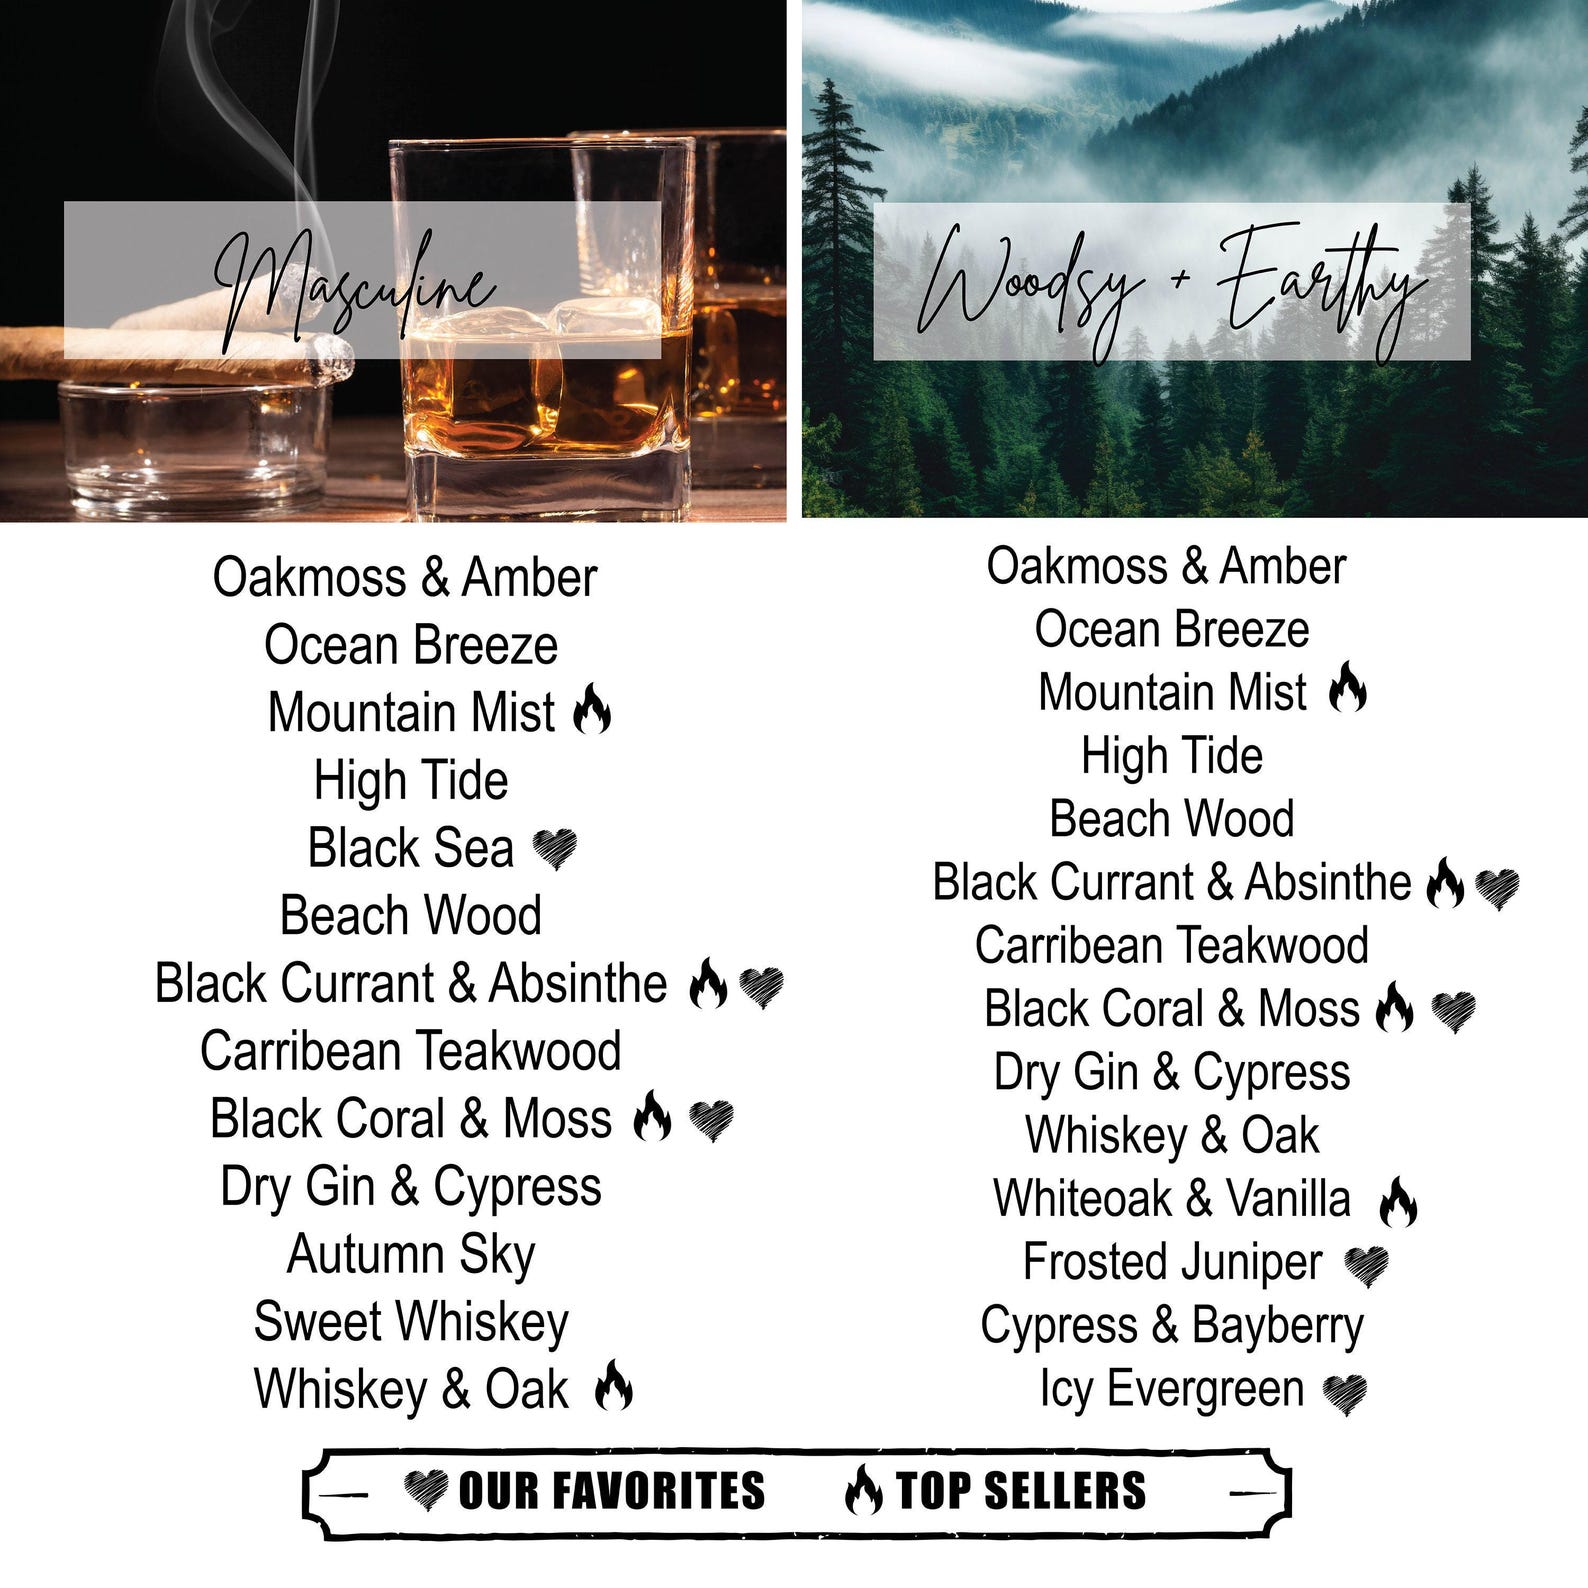 Masculine
Oakmoss & Amber
Ocean Breeze
Mountain Mist
High Tide
Black Sea
Beach Wood
Black Currant & Absinthe
Carribean Teakwood
Black Coral & Moss
Dry Gin & Cypress
Autumn Sky
Sweet Whiskey
Whiskey & Oak
Woodsy + Earthy
Oakmoss & Amber
Ocean Breeze
Mountain Mist
High Tide
Beach Wood
Black Currant & Absinthe
Carribean Teakwood
Black Coral & Moss
Dry Gin & Cypress
Whiskey & Oak
Whiteoak & Vanilla
Frosted Juniper
Cypress & Bayberry
Icy Evergreen
OUR FAVORITES
TOP SELLERS